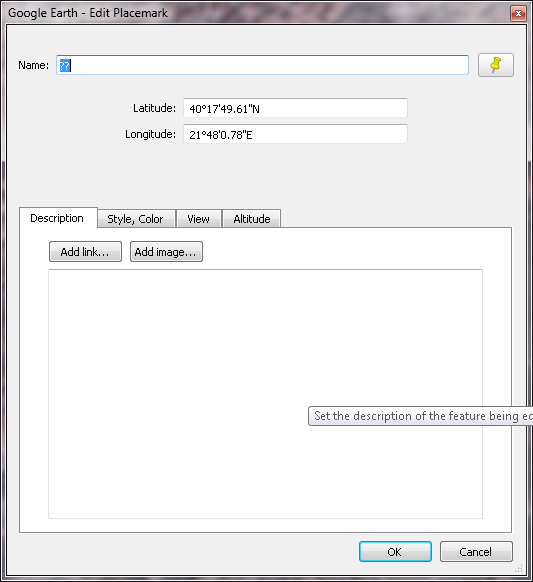 Google Earth - Edit Placemark
Name: ??
Latitude: 40°17'49.61"N
Longitude: 21°48'0.78"E
Description Style, Color View Altitude
Add link... Add image...
Set the description of the feature being ec
OK Cancel